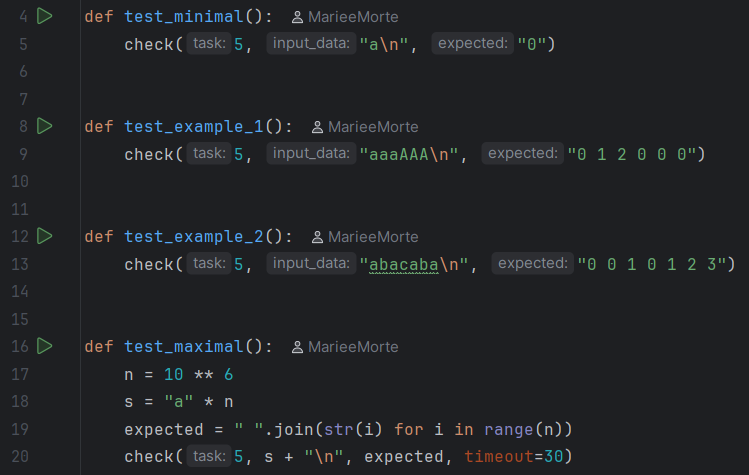 4 def test_minimal(): MarieeMorte
5 check( task: 5, input_data: "a\n", expected: "0")
6
7
8 def test_example_1(): MarieeMorte
9 check( task: 5, input_data: "aaaAAA\n", expected: "0 1 2 0 0 0")
10
11
12 def test_example_2(): MarieeMorte
13 check( task: 5, input_data: "abacaba\n", expected: "0 0 1 0 1 2 3")
14
15
16 def test_maximal(): MarieeMorte
17 n = 10 ** 6
18 s = "a" * n
19 expected = " ".join(str(i) for i in range(n))
20 check( task: 5, s + "\n", expected, timeout=30)